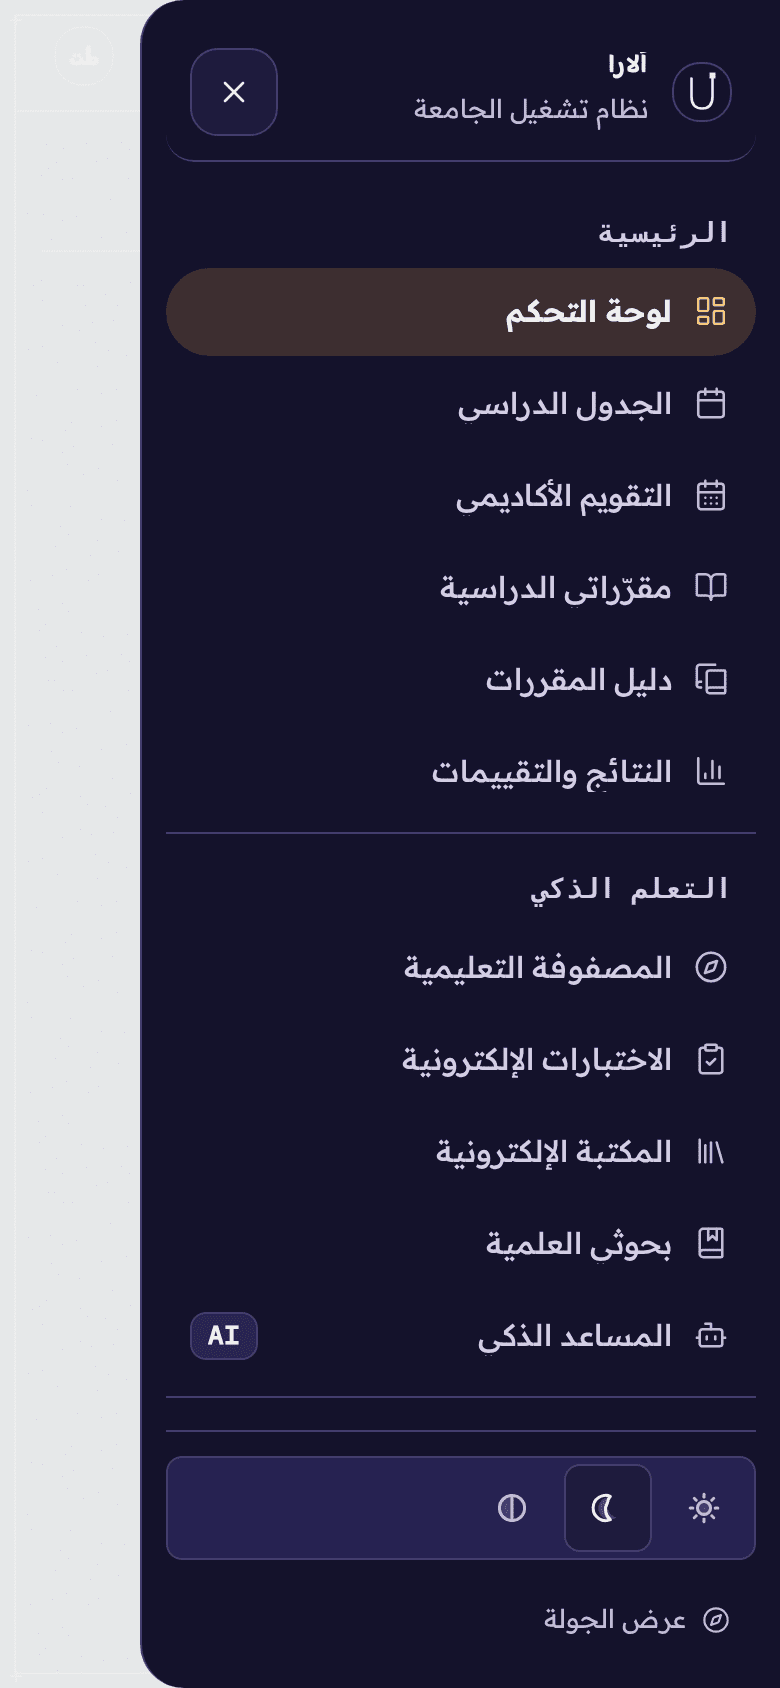 ألارا
نظام تشغيل الجامعة
الرئيسية
لوحة التحكم
الجدول الدراسي
التقويم الأكاديمي
مقرّراتي الدراسية
دليل المقررات
النتائج والتقييمات
التعلم الذكي
المصفوفة التعليمية
الاختبارات الإلكترونية
المكتبة الإلكترونية
بحوثي العلمية
المساعد الذكي
AI
عرض الجولة